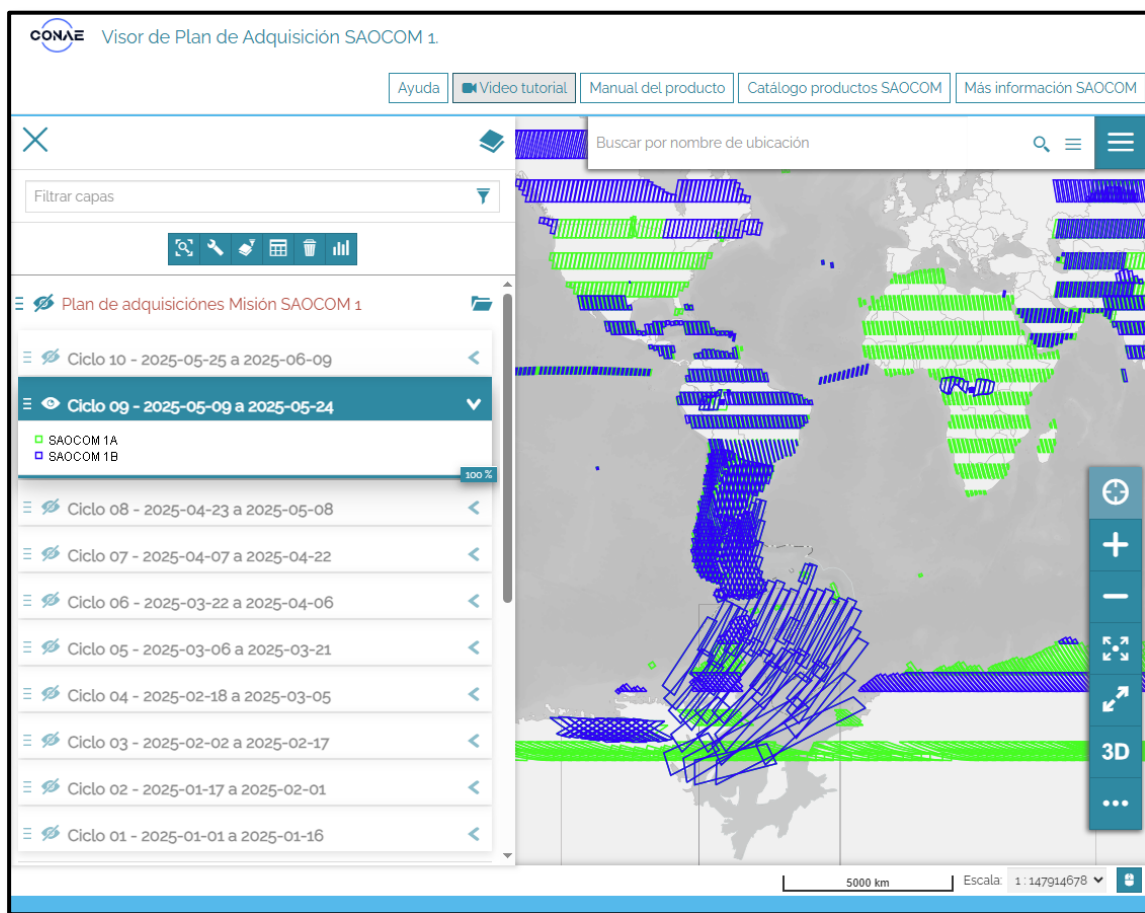 CONAE Visor de Plan de Adquisición SAOCOM 1.
Ayuda Video tutorial Manual del producto Catálogo productos SAOCOM Más información SAOCOM
Buscar por nombre de ubicación
Filtrar capas
Plan de adquisiciónes Misión SAOCOM 1
Ciclo 10 - 2025-05-25 a 2025-06-09
Ciclo 09 - 2025-05-09 a 2025-05-24
SAOCOM 1A
SAOCOM 1B
100 %
Ciclo 08 - 2025-04-23 a 2025-05-08
Ciclo 07 - 2025-04-07 a 2025-04-22
Ciclo 06 - 2025-03-22 a 2025-04-06
Ciclo 05 - 2025-03-06 a 2025-03-21
Ciclo 04 - 2025-02-18 a 2025-03-05
Ciclo 03 - 2025-02-02 a 2025-02-17
Ciclo 02 - 2025-01-17 a 2025-02-01
Ciclo 01 - 2025-01-01 a 2025-01-16
3D
5000 km Escala: 1 : 147914678